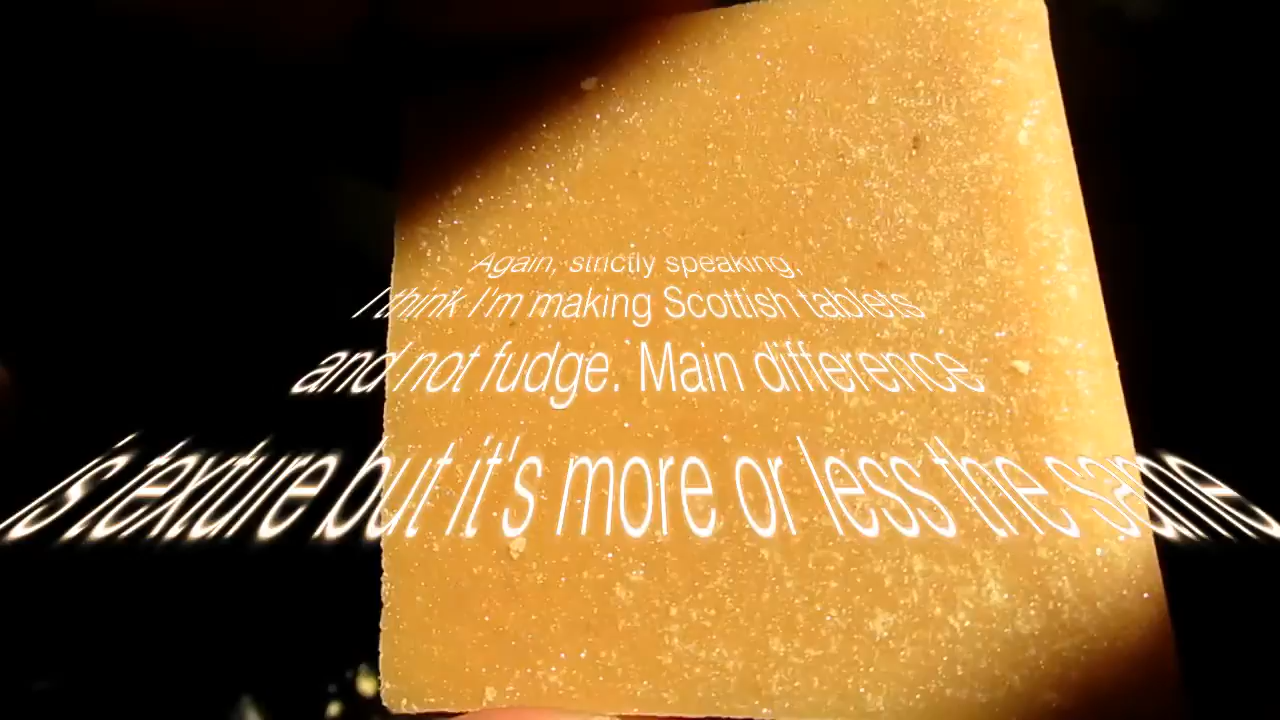 Again, strictly speaking,
I think I'm making Scottish tablets
and not fudge. Main difference
is texture but it's more or less the same